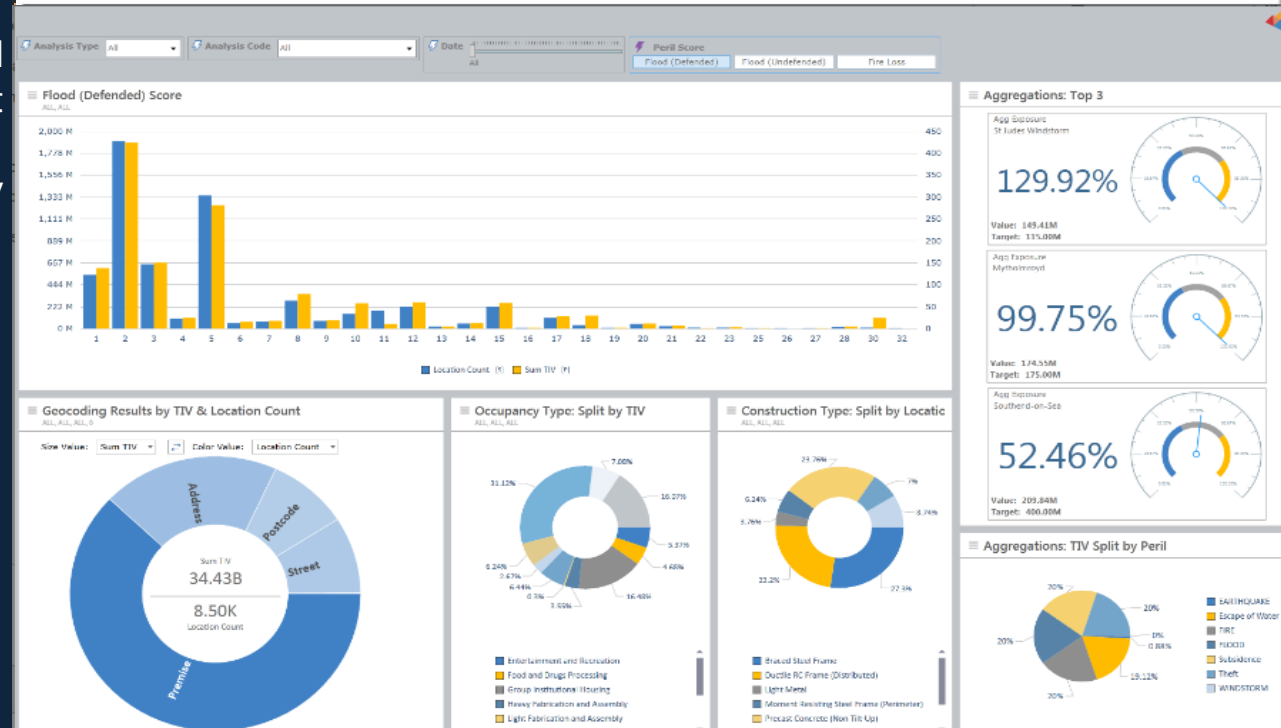 Analysis Type
All
Analysis Code
All
Date
All
Peril Score
Flood (Defended)
Flood (Undefended)
Fire Loss
Flood (Defended) Score
ALL, ALL
2,000 M
1,778 M
1,556 M
1,333 M
1,111 M
889 M
667 M
444 M
222 M
0 M
450
400
350
300
250
200
150
100
50
0
1 2 3 4 5 6 7 8 9 10 11 12 13 14 15 16 17 18 19 20 21 22 23 25 26 27 28 30 32
Location Count
Sum TIV
Aggregations: Top 3
Agg Exposure
St Judes Windstorm
129.92%
Value: 149.41M
Target: 115.00M
Agg Exposure
Mytholmroyd
99.75%
Value: 174.55M
Target: 175.00M
Agg Exposure
Southend-on-Sea
52.46%
Value: 209.84M
Target: 400.00M
Geocoding Results by TIV & Location Count
Size Value: Sum TIV
Color Value: Location Count
Address
Postcode
Street
Premise
Sum TIV
34.43B
8.50K
Location Count
Occupancy Type: Split by TIV
ALL, ALL, ALL
31.12%
16.37%
5.37%
4.68%
16.48%
0.3%
6.44%
2.67%
6.24%
Entertainment and Recreation
Food and Drugs Processing
Group Institutional Housing
Heavy Fabrication and Assembly
Light Fabrication and Assembly
Construction Type: Split by Locatic
ALL, ALL, ALL
23.76%
7%
8.74%
27.3%
23.2%
3.76%
6.24%
Braced Steel Frame
Ductile RC Frame (Distributed)
Light Metal
Moment Resisting Steel Frame (Perimeter)
Precast Concrete (Non Tilt-Up)
Aggregations: TIV Split by Peril
20%
20%
0%
0.88%
19.12%
20%
20%
EARTHQUAKE
Escape of Water
FIRE
FLOOD
Subsidence
Theft
WINDSTORM